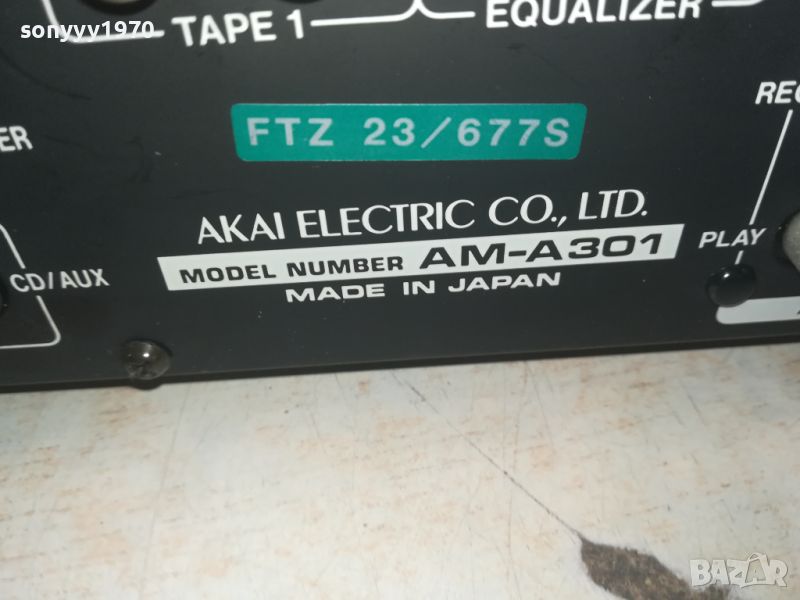 sonyvv1970
TAPE 1
EQUALIZER
FTZ 23/677S
AKAI ELECTRIC CO., LTD.
MODEL NUMBER AM-A301
MADE IN JAPAN
CD/AUX
PLAY
REC
ER
BAZAR